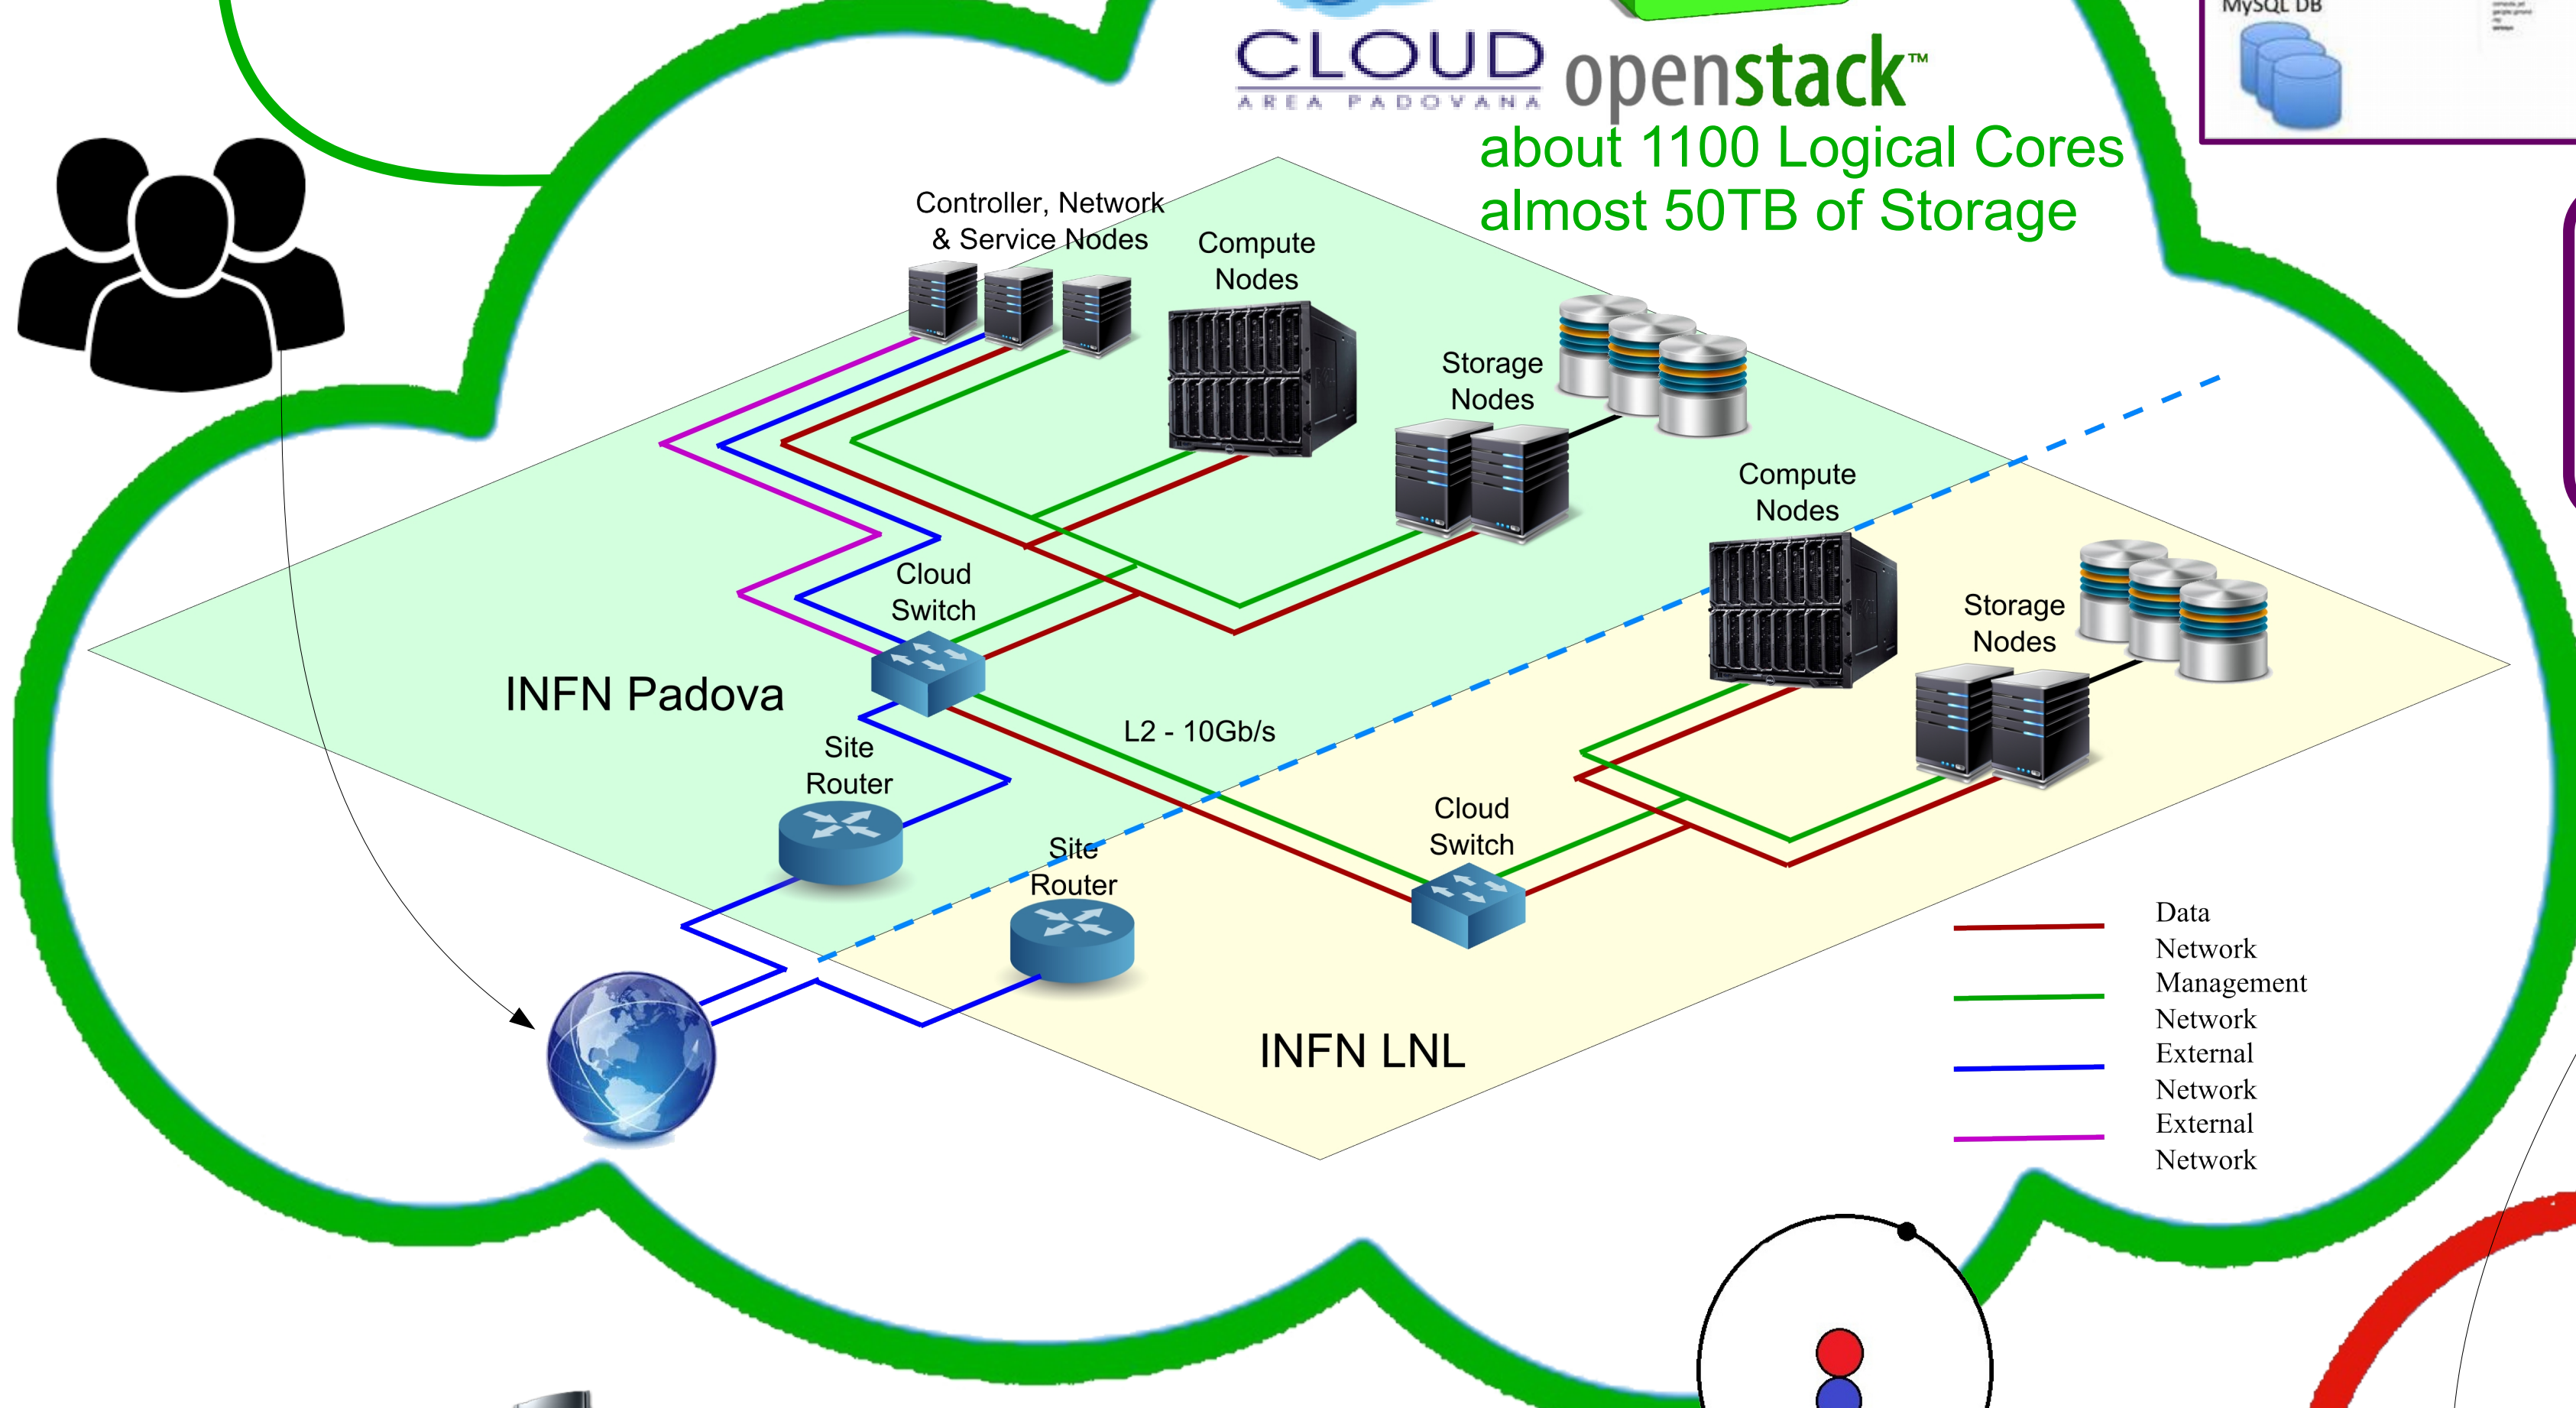 MySQL DB
CLOUD
AREA PADOVANA
openstack™
about 1100 Logical Cores
almost 50TB of Storage
Controller, Network
& Service Nodes
Compute
Nodes
Storage
Nodes
Compute
Nodes
Cloud
Switch
Storage
Nodes
INFN Padova
L2 - 10Gb/s
Site
Router
Cloud
Switch
Site
Router
INFN LNL
Data
Network
Management
Network
External
Network
External
Network